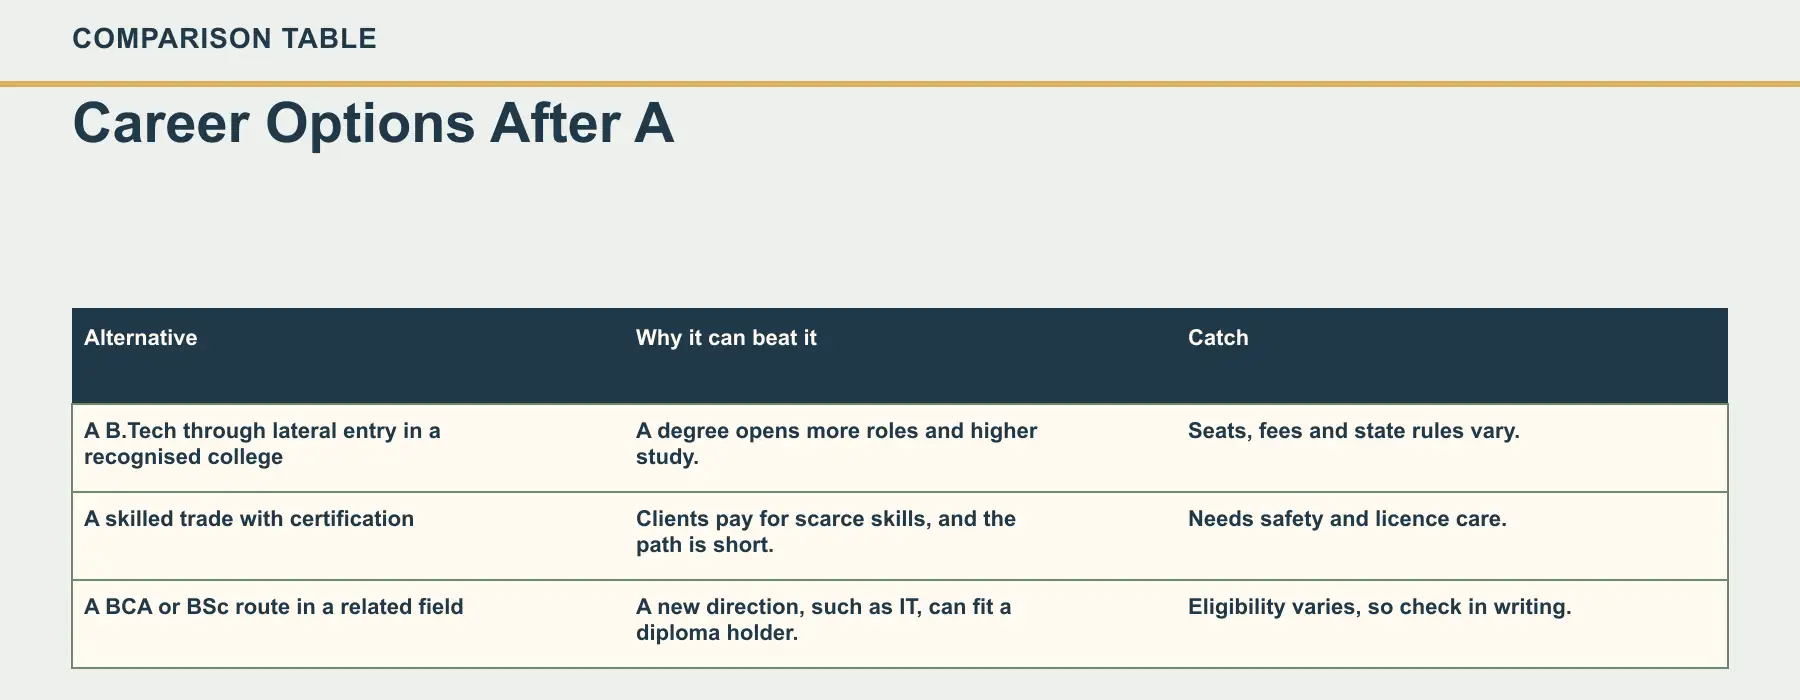 COMPARISON TABLE
Career Options After A
Alternative
Why it can beat it
Catch
A B.Tech through lateral entry in a
recognised college
A degree opens more roles and higher
study.
Seats, fees and state rules vary.
A skilled trade with certification
Clients pay for scarce skills, and the
path is short.
Needs safety and licence care.
A BCA or BSc route in a related field
A new direction, such as IT, can fit a
diploma holder.
Eligibility varies, so check in writing.